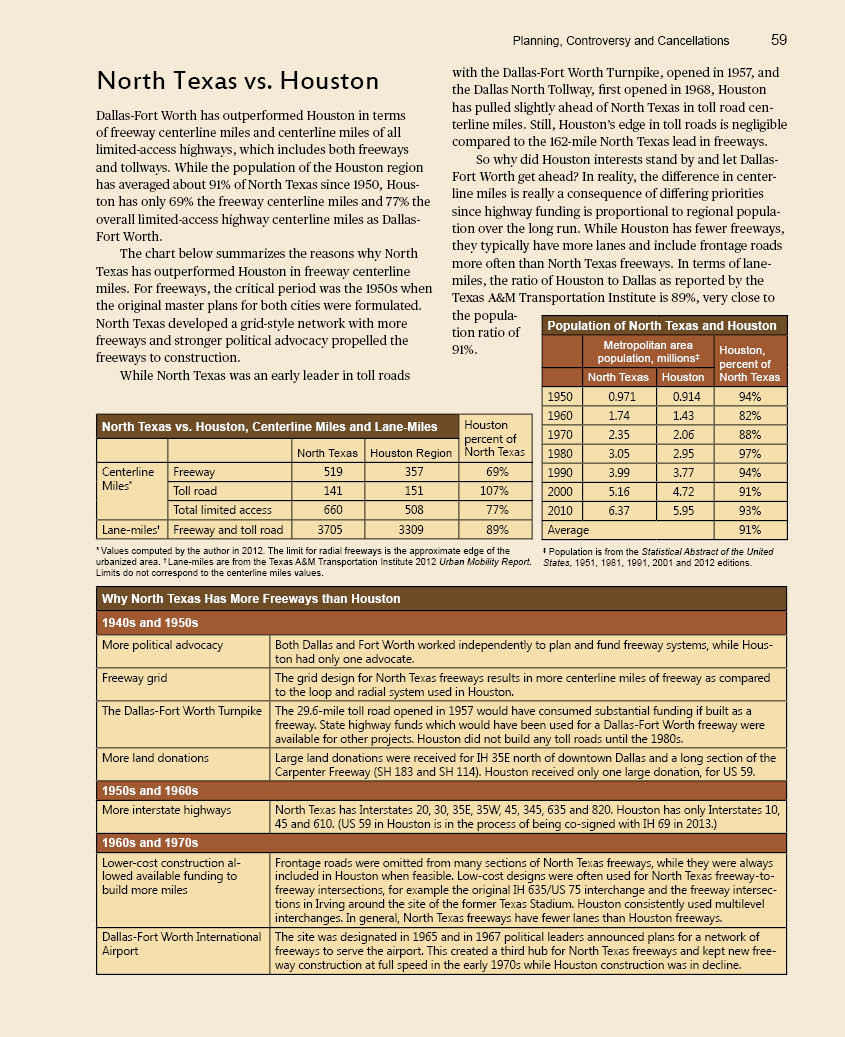 Planning, Controversy and Cancellations 59
North Texas vs. Houston
Dallas-Fort Worth has outperformed Houston in terms
of freeway centerline miles and centerline miles of all
limited-access highways, which includes both freeways
and tollways. While the population of the Houston region
has averaged about 91% of North Texas since 1950, Hous-
ton has only 69% the freeway centerline miles and 77% the
overall limited-access highway centerline miles as Dallas-
Fort Worth.
The chart below summarizes the reasons why North
Texas has outperformed Houston in freeway centerline
miles. For freeways, the critical period was the 1950s when
the original master plans for both cities were formulated.
North Texas developed a grid-style network with more
freeways and stronger political advocacy propelled the
freeways to construction.
While North Texas was an early leader in toll roads
with the Dallas-Fort Worth Turnpike, opened in 1957, and
the Dallas North Tollway, first opened in 1968, Houston
has pulled slightly ahead of North Texas in toll road cen-
terline miles. Still, Houston's edge in toll roads is negligible
compared to the 162-mile North Texas lead in freeways.
So why did Houston interests stand by and let Dallas-
Fort Worth get ahead? In reality, the difference in center-
line miles is really a consequence of differing priorities
since highway funding is proportional to regional popula-
tion over the long run. While Houston has fewer freeways,
they typically have more lanes and include frontage roads
more often than North Texas freeways. In terms of lane-
miles, the ratio of Houston to Dallas as reported by the
Texas A&M Transportation Institute is 89%, very close to
the popula-
tion ratio of
91%.
Population of North Texas and Houston
Metropolitan area
population, millions‡
Houston,
percent of
North Texas
North Texas Houston
1950 0.971 0.914 94%
1960 1.74 1.43 82%
1970 2.35 2.06 88%
1980 3.05 2.95 97%
1990 3.99 3.77 94%
2000 5.16 4.72 91%
2010 6.37 5.95 93%
Average 91%
‡ Population is from the Statistical Abstract of the United
States, 1951, 1981, 1991, 2001 and 2012 editions.
North Texas vs. Houston, Centerline Miles and Lane-Miles
Houston
percent of
North Texas
North Texas Houston Region
Centerline
Miles*
Freeway 519 357 69%
Toll road 141 151 107%
Total limited access 660 508 77%
Lane-miles† Freeway and toll road 3705 3309 89%
* Values computed by the author in 2012. The limit for radial freeways is the approximate edge of the
urbanized area. † Lane-miles are from the Texas A&M Transportation Institute 2012 Urban Mobility Report.
Limits do not correspond to the centerline miles values.
Why North Texas Has More Freeways than Houston
1940s and 1950s
More political advocacy
Both Dallas and Fort Worth worked independently to plan and fund freeway systems, while Hous-
ton had only one advocate.
Freeway grid
The grid design for North Texas freeways results in more centerline miles of freeway as compared
to the loop and radial system used in Houston.
The Dallas-Fort Worth Turnpike
The 29.6-mile toll road opened in 1957 would have consumed substantial funding if built as a
freeway. State highway funds which would have been used for a Dallas-Fort Worth freeway were
available for other projects. Houston did not build any toll roads until the 1980s.
More land donations
Large land donations were received for IH 35E north of downtown Dallas and a long section of the
Carpenter Freeway (SH 183 and SH 114). Houston received only one large donation, for US 59.
1950s and 1960s
More interstate highways
North Texas has Interstates 20, 30, 35E, 35W, 45, 345, 635 and 820. Houston has only Interstates 10,
45 and 610. (US 59 in Houston is in the process of being co-signed with IH 69 in 2013.)
1960s and 1970s
Lower-cost construction al-
lowed available funding to
build more miles
Frontage roads were omitted from many sections of North Texas freeways, while they were always
included in Houston when feasible. Low-cost designs were often used for North Texas freeway-to-
freeway intersections, for example the original IH 635/US 75 interchange and the freeway intersec-
tions in Irving around the site of the former Texas Stadium. Houston consistently used multilevel
interchanges. In general, North Texas freeways have fewer lanes than Houston freeways.
Dallas-Fort Worth International
Airport
The site was designated in 1965 and in 1967 political leaders announced plans for a network of
freeways to serve the airport. This created a third hub for North Texas freeways and kept new free-
way construction at full speed in the early 1970s while Houston construction was in decline.